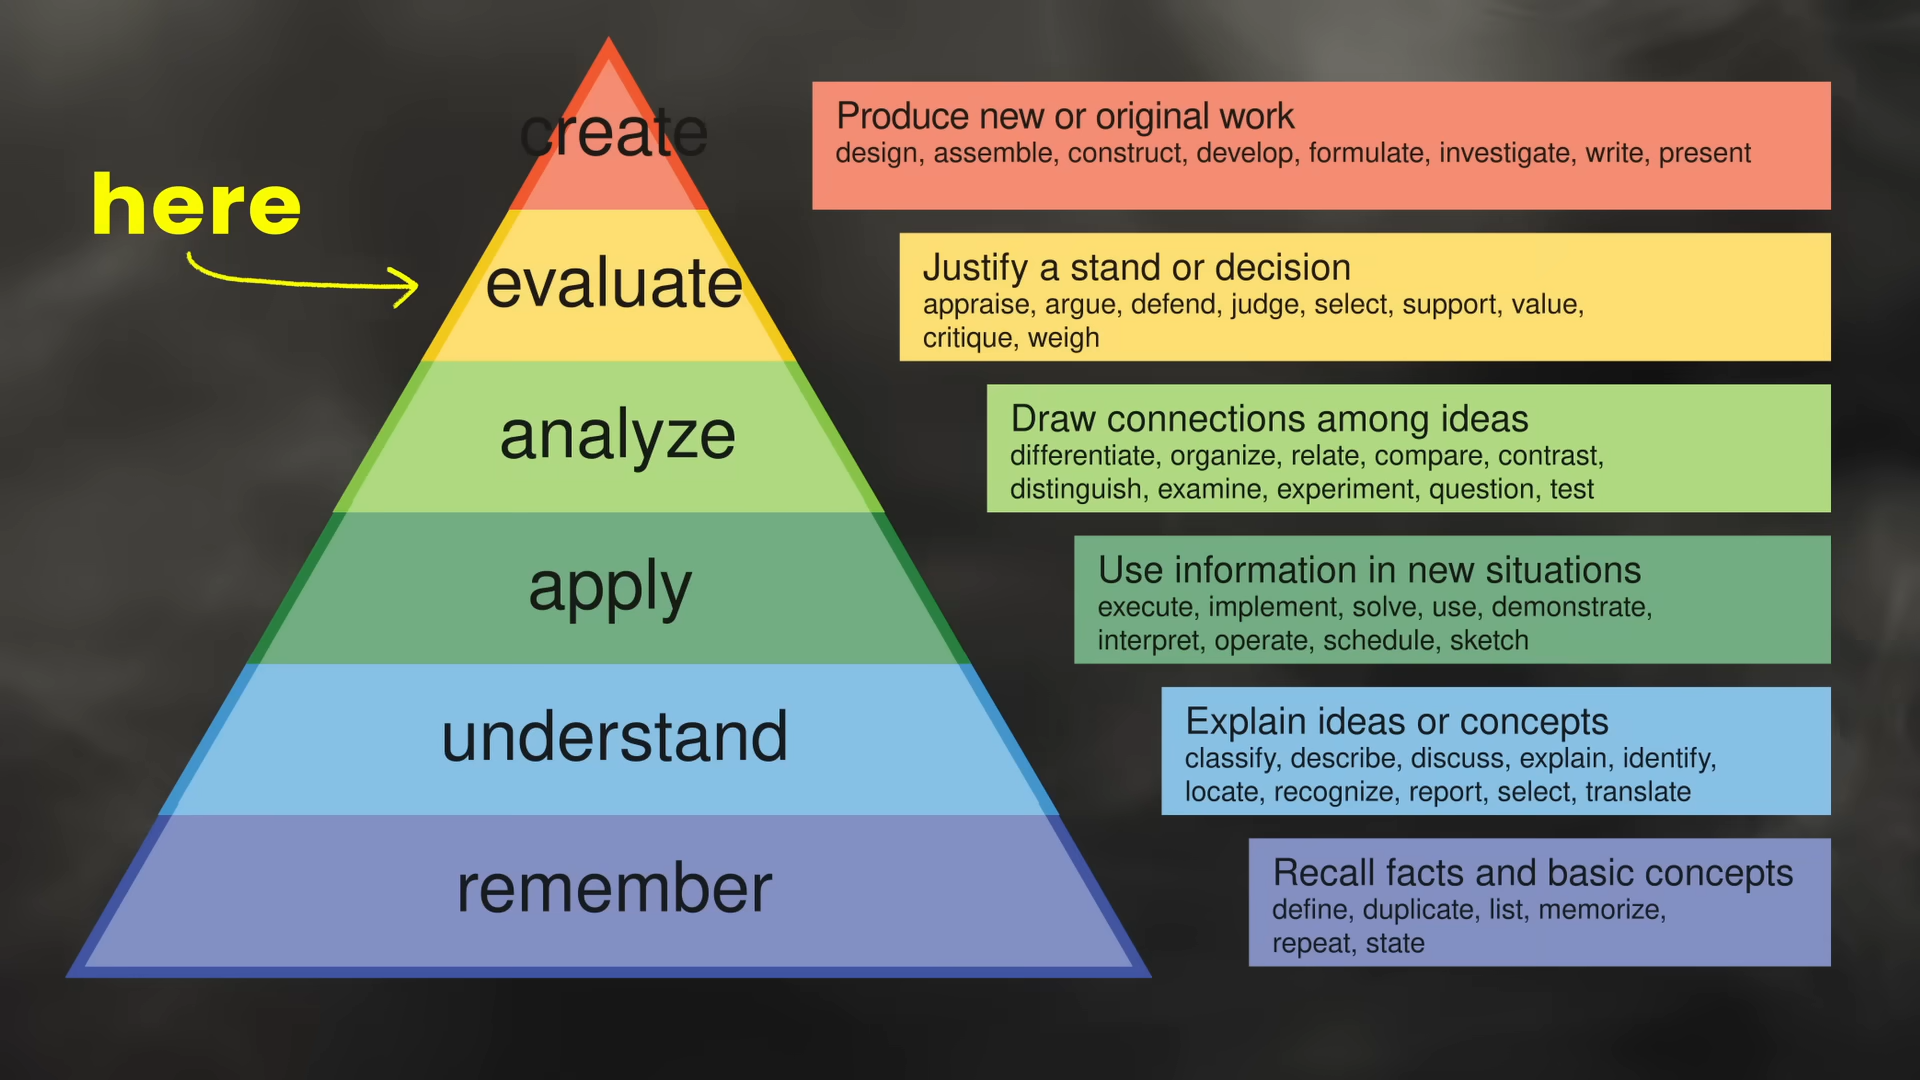 create
here
evaluate
analyze
apply
understand
remember
Produce new or original work
design, assemble, construct, develop, formulate, investigate, write, present
Justify a stand or decision
appraise, argue, defend, judge, select, support, value,
critique, weigh
Draw connections among ideas
differentiate, organize, relate, compare, contrast,
distinguish, examine, experiment, question, test
Use information in new situations
execute, implement, solve, use, demonstrate,
interpret, operate, schedule, sketch
Explain ideas or concepts
classify, describe, discuss, explain, identify,
locate, recognize, report, select, translate
Recall facts and basic concepts
define, duplicate, list, memorize,
repeat, state